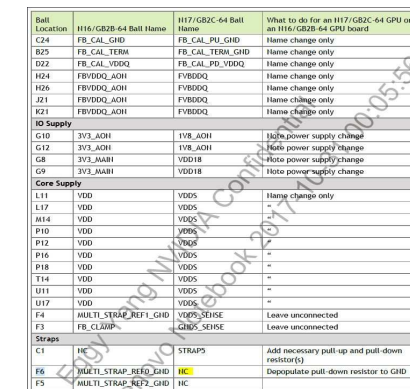 Ball Location N16/GB2B-64 Ball Name N17/GB2C-64 Ball Name What to do for an N17/GB2C-64 GPU on an N16/GB2B-64 GPU board
C24 FB_CAL_GND FB_CAL_PU_GND Name change only
B25 FB_CAL_TERM FB_CAL_TERM_GND Name change only
D22 FB_CAL_VDDQ FB_CAL_PD_VDDQ Name change only
H24 FBVDDQ_AON FVBDDQ Name change only
H26 FBVDDQ_AON FVBDDQ Name change only
J21 FBVDDQ_AON FVBDDQ Name change only
K21 FBVDDQ_AON FVBDDQ Name change only
IO Supply
G10 3V3_AON 1V8_AON Note power supply change
G12 3V3_AON 1V8_AON Note power supply change
G8 3V3_MAIN VDD18 Note power supply change
G9 3V3_MAIN VDD18 Note power supply change
Core Supply
L11 VDD VDDS Name change only
L17 VDD VDDS "
M14 VDD VDDS "
P10 VDD VDDS "
P12 VDD VDDS "
P16 VDD VDDS "
P18 VDD VDDS "
T14 VDD VDDS "
U11 VDD VDDS "
U17 VDD VDDS "
F4 MULTI_STRAP_REF1_GND VDDS_SENSE Leave unconnected
F3 FB_CLAMP GNDS_SENSE Leave unconnected
Straps
C1 NC STRAP5 Add necessary pull-up and pull-down resistor(s)
F6 MULTI_STRAP_REF0_GND NC Depopulate pull-down resistor to GND
F5 MULTI_STRAP_REF2_GND NC